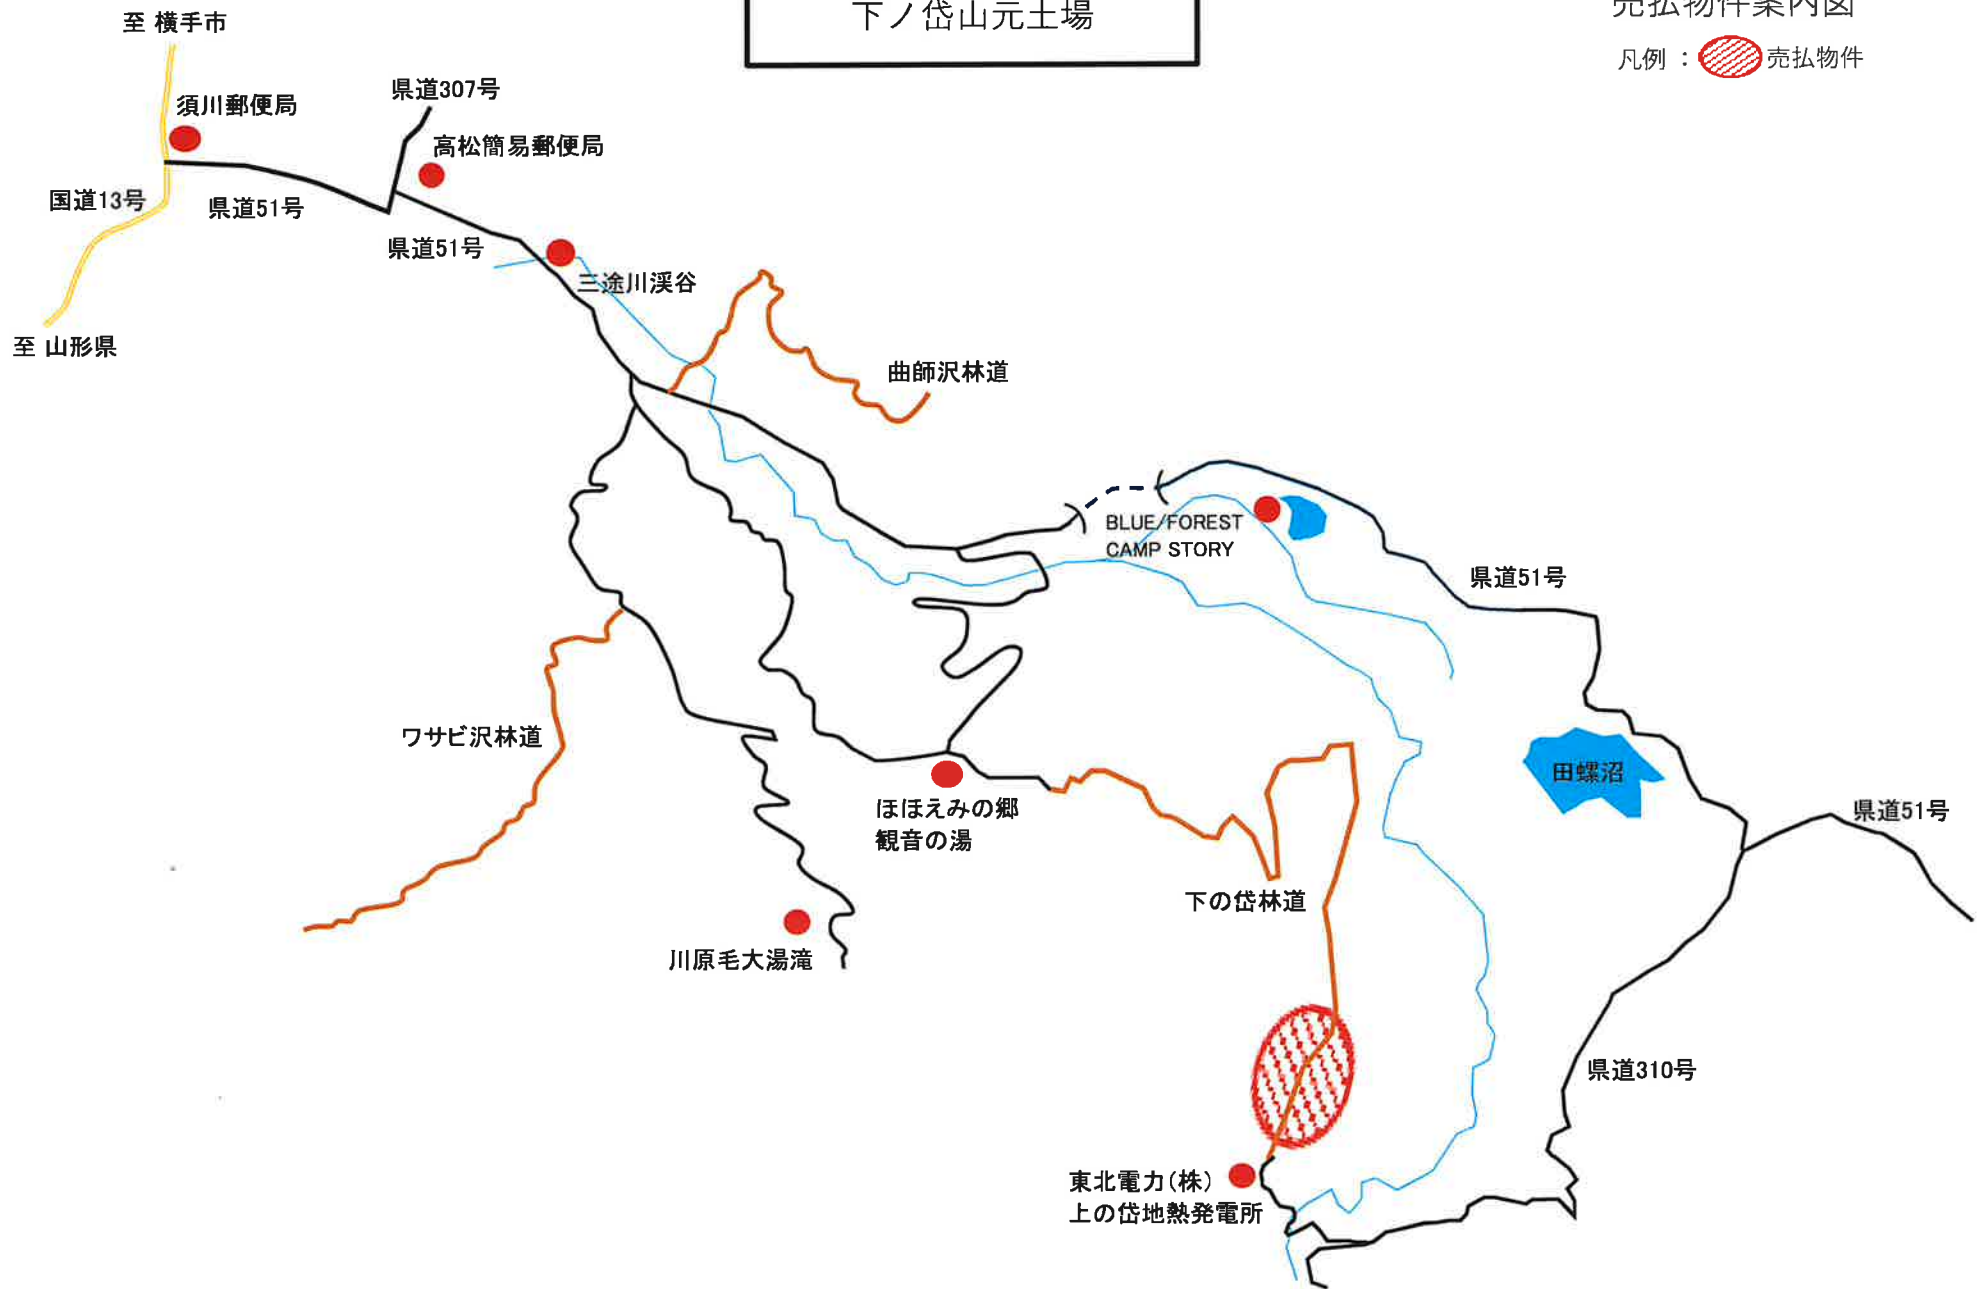 至 横手市
下ノ岱山元土場
売払物件案内図
凡例 : 売払物件
県道307号
須川郵便局
高松簡易郵便局
国道13号
県道51号
県道51号
三途川渓谷
至 山形県
曲師沢林道
BLUE/FOREST
CAMP STORY
県道51号
ワサビ沢林道
田螺沼
ほほえみの郷
観音の湯
県道51号
下の岱林道
川原毛大湯滝
県道310号
東北電力(株)
上の岱地熱発電所